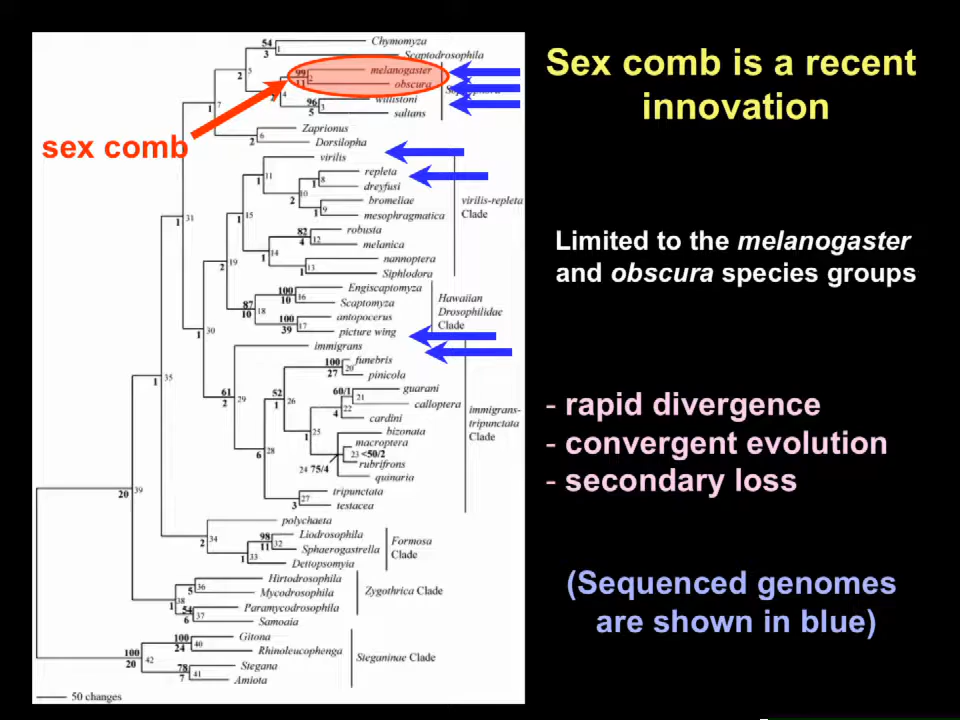 Sex comb is a recent
innovation
sex comb
Limited to the melanogaster
and obscura species groups
- rapid divergence
- convergent evolution
- secondary loss
(Sequenced genomes
are shown in blue)
Chymomyza
Scaptodrosophila
melanogaster
obscura
willistoni
saltans
Zaprionus
Dorsilopha
virilis
repleta
dreyfusi
bromeliae
mesophragmatica
robusta
melanica
nannoptera
Siphlodora
Engiscaptomyza
Scaptomyza
antopocerus
picture wing
immigrans
funebris
pinicola
guarani
calloptera
cardini
bizonata
macroptera
rubrifrons
quinaria
tripunctata
testacea
polychaeta
Liodrosophila
Sphaerogastrella
Dettopsomyia
Hirtodrosophila
Mycodrosophila
Paramycodrosophila
Samoaia
Gitona
Rhinoleucophenga
Stegana
Amiota
virilis-repleta
Clade
Hawaiian
Drosophilidae
Clade
immigrans-
tripunctata
Clade
Formosa
Clade
Zygothrica Clade
Steganinae Clade
50 changes